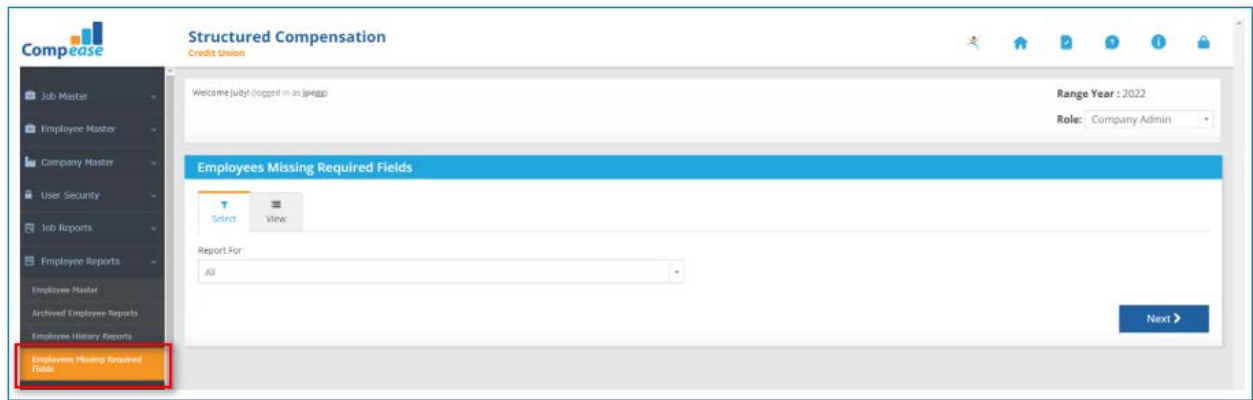 Compease
Structured Compensation
Credit Union
Welcome Judy! (logged in as jpegg)
Range Year : 2022
Role: Company Admin
Job Master
Employee Master
Company Master
User Security
Job Reports
Employee Reports
Employee Master
Archived Employee Reports
Employee History Reports
Employees Missing Required
Fields
Employees Missing Required Fields
Select
View
Report For
All
Next